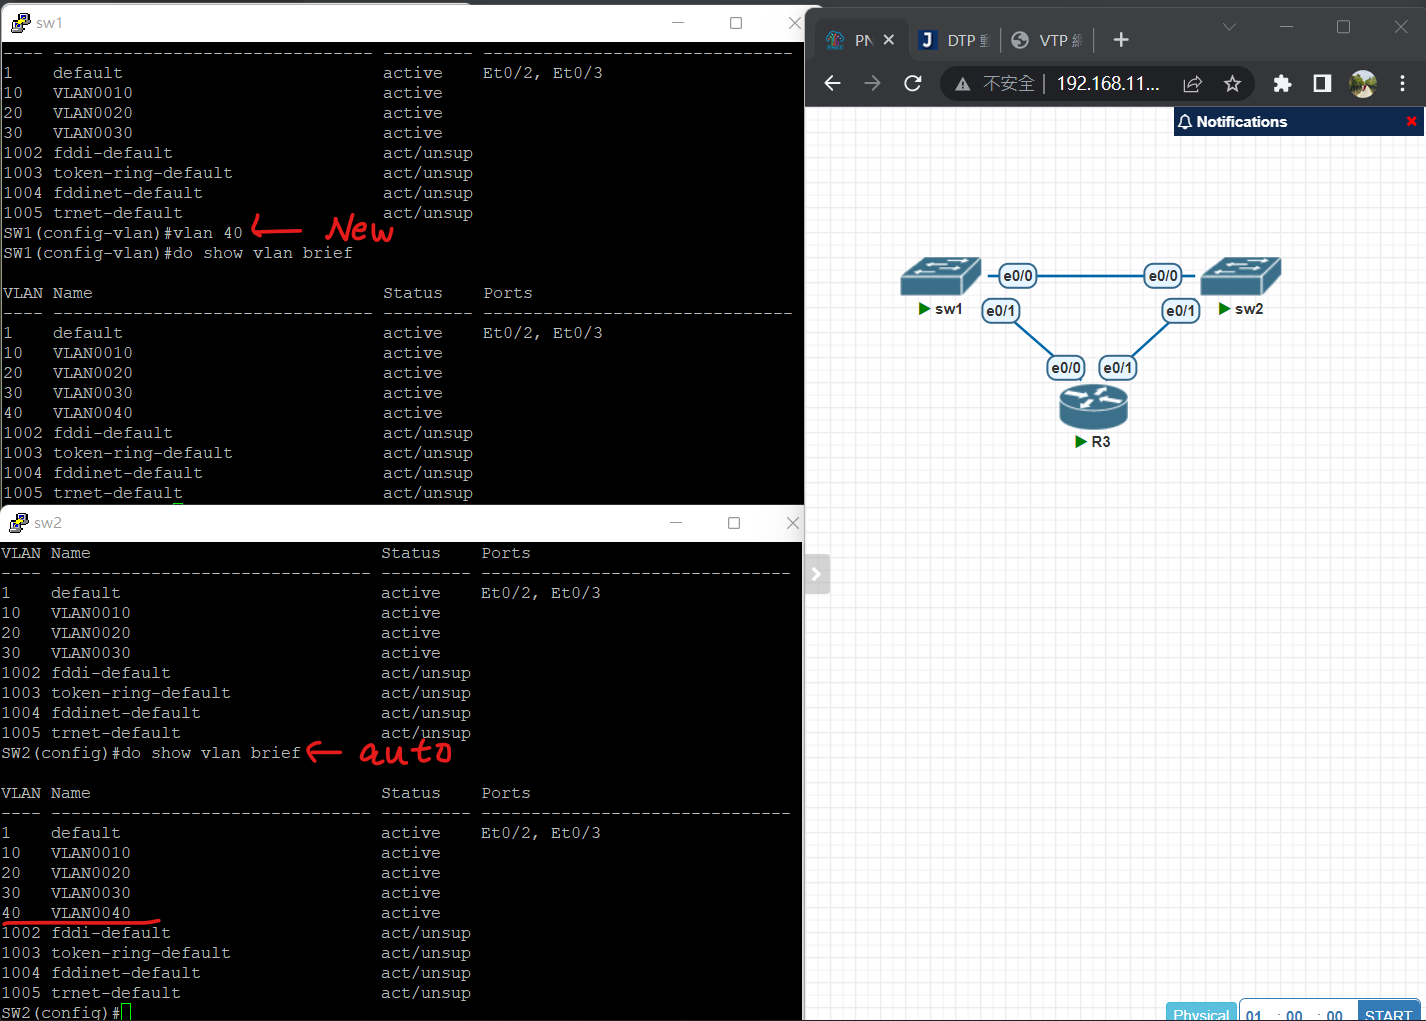 sw1
---- -------------------------------- --------- -------------------------------
1    default                          active    Et0/2, Et0/3
10   VLAN0010                         active
20   VLAN0020                         active
30   VLAN0030                         active
1002 fddi-default                     act/unsup
1003 token-ring-default               act/unsup
1004 fddinet-default                  act/unsup
1005 trnet-default                    act/unsup
SW1(config-vlan)#vlan 40 ← New
SW1(config-vlan)#do show vlan brief
VLAN Name                             Status    Ports
---- -------------------------------- --------- -------------------------------
1    default                          active    Et0/2, Et0/3
10   VLAN0010                         active
20   VLAN0020                         active
30   VLAN0030                         active
40   VLAN0040                         active
1002 fddi-default                     act/unsup
1003 token-ring-default               act/unsup
1004 fddinet-default                  act/unsup
1005 trnet-default                    act/unsup
sw2
VLAN Name                             Status    Ports
---- -------------------------------- --------- -------------------------------
1    default                          active    Et0/2, Et0/3
10   VLAN0010                         active
20   VLAN0020                         active
30   VLAN0030                         active
1002 fddi-default                     act/unsup
1003 token-ring-default               act/unsup
1004 fddinet-default                  act/unsup
1005 trnet-default                    act/unsup
SW2(config)#do show vlan brief ← auto
VLAN Name                             Status    Ports
---- -------------------------------- --------- -------------------------------
1    default                          active    Et0/2, Et0/3
10   VLAN0010                         active
20   VLAN0020                         active
30   VLAN0030                         active
40   VLAN0040                         active
1002 fddi-default                     act/unsup
1003 token-ring-default               act/unsup
1004 fddinet-default                  act/unsup
1005 trnet-default                    act/unsup
SW2(config)#
PN DTP VTP
不安全 192.168.11...
Notifications
e0/0 e0/0
sw1 e0/1 e0/1 sw2
e0/0 e0/1
R3
Physical 01 : 00 : 00 START